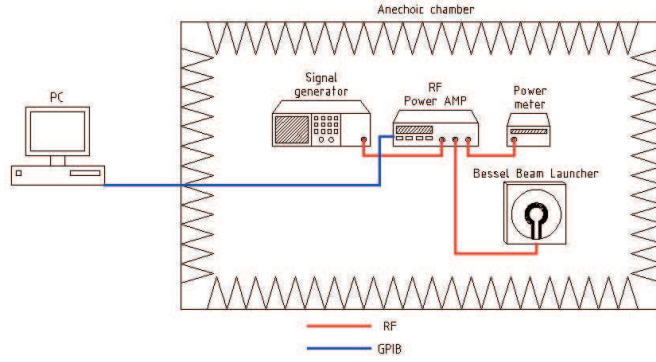 Anechoic chamber
PC
Signal
generator
RF
Power AMP
Power
meter
Bessel Beam Launcher
RF
GPIB